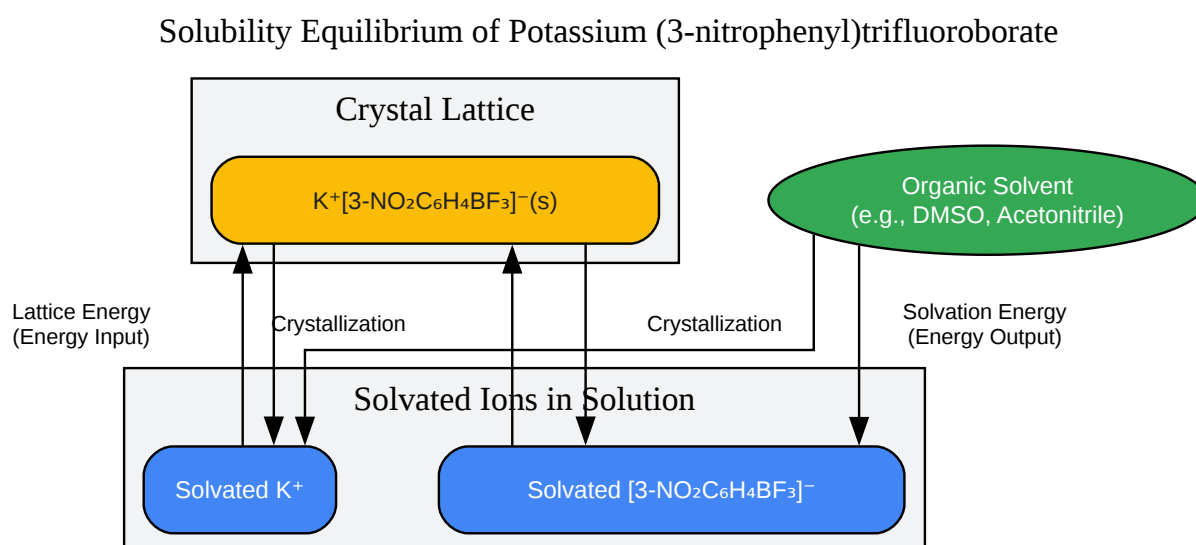 Solubility Equilibrium of Potassium (3-nitrophenyl)trifluoroborate
Crystal Lattice
K⁺[3-NO₂C₆H₄BF₃]⁻(s)
Organic Solvent
(e.g., DMSO, Acetonitrile)
Lattice Energy
(Energy Input)
Crystallization
Crystallization
Solvation Energy
(Energy Output)
Solvated Ions in Solution
Solvated K⁺
Solvated [3-NO₂C₆H₄BF₃]⁻